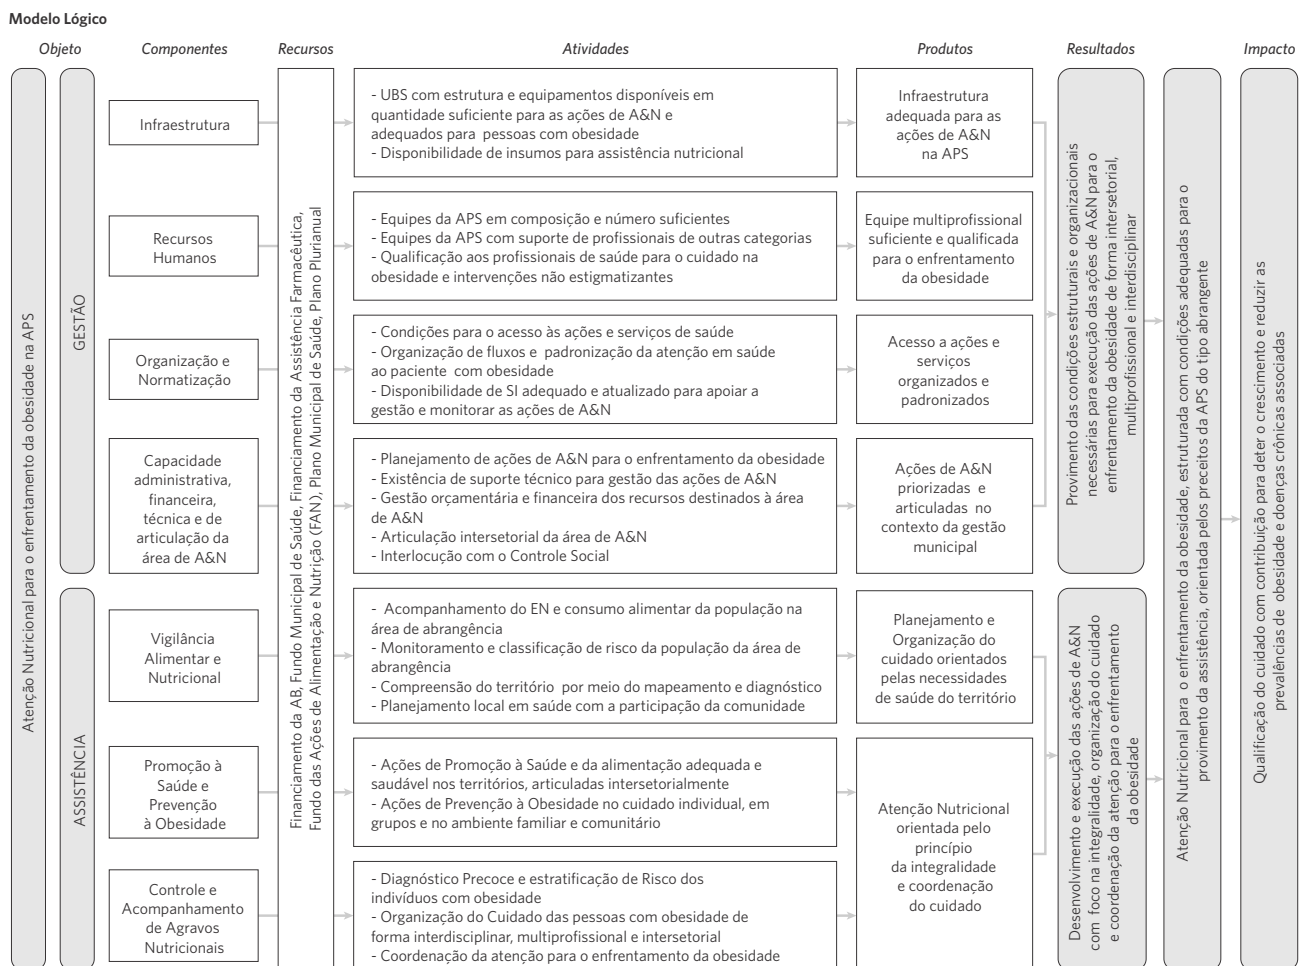 Modelo Lógico
Objeto
Componentes
Recursos
Atividades
Produtos
Resultados
Impacto
Atenção Nutricional para o enfrentamento da obesidade na APS
GESTÃO
Infraestrutura
Recursos
Humanos
Organização e
Normatização
Capacidade
administrativa,
financeira,
técnica e de
articulação da
área de A&N
ASSISTÊNCIA
Vigilância
Alimentar e
Nutricional
Promoção à
Saúde e
Prevenção
à Obesidade
Controle e
Acompanhamento
de Agravos
Nutricionais
Financiamento da AB, Fundo Municipal de Saúde, Financiamento da Assistência Farmacêutica,
Fundo das Ações de Alimentação e Nutrição (FAN), Plano Municipal de Saúde, Plano Plurianual
- UBS com estrutura e equipamentos disponíveis em
quantidade suficiente para as ações de A&N e
adequados para pessoas com obesidade
- Disponibilidade de insumos para assistência nutricional
- Equipes da APS em composição e número suficientes
- Equipes da APS com suporte de profissionais de outras categorias
- Qualificação aos profissionais de saúde para o cuidado na
obesidade e intervenções não estigmatizantes
- Condições para o acesso às ações e serviços de saúde
- Organização de fluxos e padronização da atenção em saúde
ao paciente com obesidade
- Disponibilidade de SI adequado e atualizado para apoiar a
gestão e monitorar as ações de A&N
- Planejamento de ações de A&N para o enfrentamento da obesidade
- Existência de suporte técnico para gestão das ações de A&N
- Gestão orçamentária e financeira dos recursos destinados à área
de A&N
- Articulação intersetorial da área de A&N
- Interlocução com o Controle Social
- Acompanhamento do EN e consumo alimentar da população na
área de abrangência
- Monitoramento e classificação de risco da população da área de
abrangência
- Compreensão do território por meio do mapeamento e diagnóstico
- Planejamento local em saúde com a participação da comunidade
- Ações de Promoção à Saúde e da alimentação adequada e
saudável nos territórios, articuladas intersetorialmente
- Ações de Prevenção à Obesidade no cuidado individual, em
grupos e no ambiente familiar e comunitário
- Diagnóstico Precoce e estratificação de Risco dos
indivíduos com obesidade
- Organização do Cuidado das pessoas com obesidade de
forma interdisciplinar, multiprofissional e intersetorial
- Coordenação da atenção para o enfrentamento da obesidade
Infraestrutura
adequada para as
ações de A&N
na APS
Equipe multiprofissional
suficiente e qualificada
para o enfrentamento
da obesidade
Acesso a ações e
serviços
organizados e
padronizados
Ações de A&N
priorizadas e
articuladas no
contexto da gestão
municipal
Planejamento e
Organização do
cuidado orientados
pelas necessidades
de saúde do território
Atenção Nutricional
orientada pelo
princípio
da integralidade
e coordenação
do cuidado
Provimento das condições estruturais e organizacionais
necessárias para execução das ações de A&N para o
enfrentamento da obesidade de forma intersetorial,
multiprofissional e interdisciplinar
Desenvolvimento e execução das ações de A&N
com foco na integralidade, organização do cuidado
e coordenação da atenção para o enfrentamento
da obesidade
Atenção Nutricional para o enfrentamento da obesidade, estruturada com condições adequadas para o
provimento da assistência, orientada pelos preceitos da APS do tipo abrangente
Qualificação do cuidado com contribuição para deter o crescimento e reduzir as
prevalências de obesidade e doenças crônicas associadas